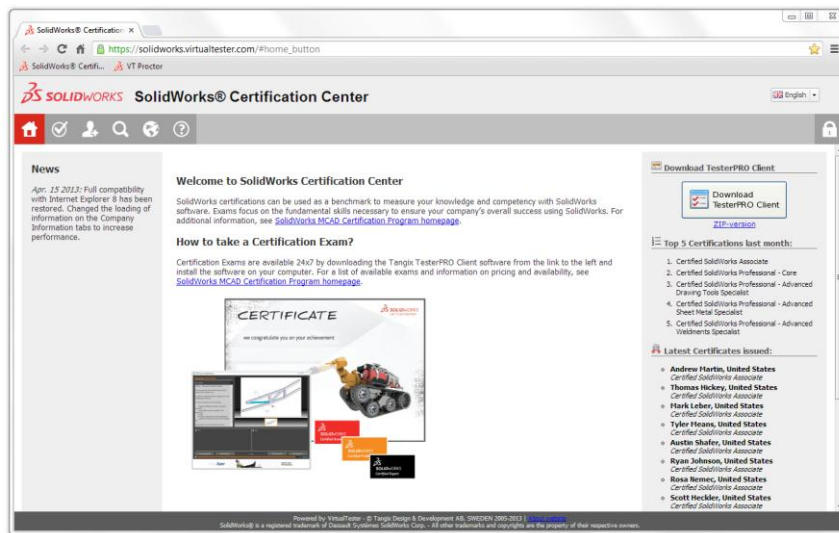 SolidWorks® Certification
https://solidworks.virtualtester.com/#home_button
SolidWorks® Certifi...
VT Proctor
SOLIDWORKS
SolidWorks® Certification Center
English
News
Apr. 15 2013: Full compatibility
with Internet Explorer 8 has been
restored. Changed the loading of
information on the Company
Information tabs to increase
performance.
Welcome to SolidWorks Certification Center
SolidWorks certifications can be used as a benchmark to measure your knowledge and competency with SolidWorks
software. Exams focus on the fundamental skills necessary to ensure your company's overall success using SolidWorks. For
additional information, see SolidWorks MCAD Certification Program homepage.
How to take a Certification Exam?
Certification Exams are available 24x7 by downloading the Tangix TesterPRO Client software from the link to the left and
install the software on your computer. For a list of available exams and information on pricing and availability, see
SolidWorks MCAD Certification Program homepage.
CERTIFICATE
SOLIDWORKS
we congratulate you on your achievement
SOLIDWORKS
SOLIDWORKS
SOLIDWORKS
Download TesterPRO Client
Download
TesterPRO Client
ZIP-version
Top 5 Certifications last month:
1. Certified SolidWorks Associate
2. Certified SolidWorks Professional - Core
3. Certified SolidWorks Professional - Advanced
Drawing Tools Specialist
4. Certified SolidWorks Professional - Advanced
Sheet Metal Specialist
5. Certified SolidWorks Professional - Advanced
Weldments Specialist
Latest Certificates issued:
Andrew Martin, United States
Certified SolidWorks Associate
Thomas Hickey, United States
Certified SolidWorks Associate
Mark Leber, United States
Certified SolidWorks Associate
Tyler Means, United States
Certified SolidWorks Associate
Austin Shafer, United States
Certified SolidWorks Associate
Ryan Johnson, United States
Certified SolidWorks Associate
Rosa Nemec, United States
Certified SolidWorks Associate
Scott Heckler, United States
Certified SolidWorks Associate
Powered by VirtualTester - © Tangix Design & Development AB, SWEDEN 2005-2013 |
SolidWorks® is a registered trademark of Dassault Systèmes SolidWorks Corp. - All other trademarks and copyrights are the property of their respective owners.